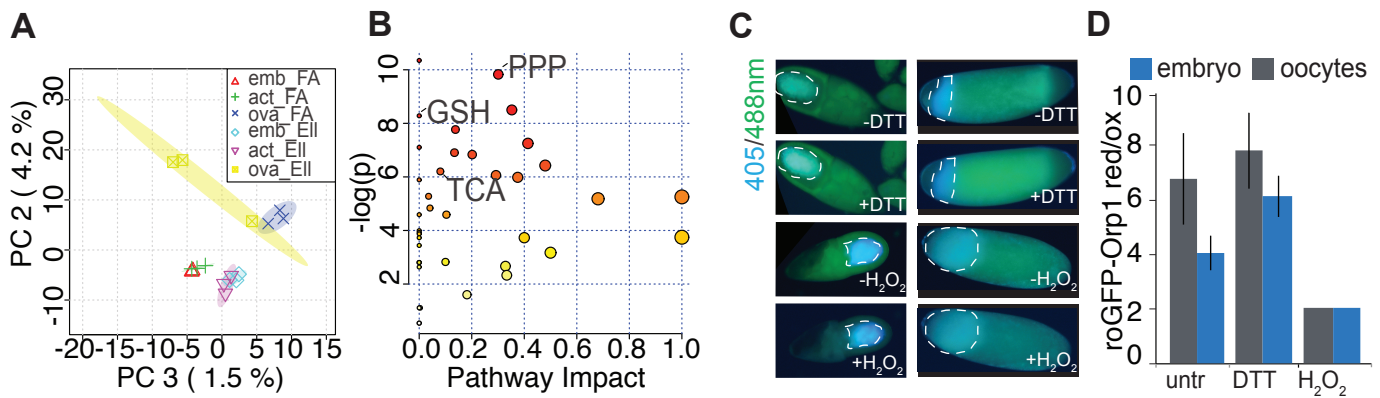 A
PC 2 ( 4.2 %)
30
20
10
0
-10
-20 -15 -10 -5 0 5 10 15
PC 3 ( 1.5 %)
emb_FA
act_FA
ova_FA
emb_Ell
act_Ell
ova_Ell
B
-log(p)
10
8
6
4
2
PPP
GSH
TCA
0.0 0.2 0.4 0.6 0.8 1.0
Pathway Impact
C
405/488nm
-DTT
-DTT
+DTT
+DTT
-H₂O₂
-H₂O₂
+H₂O₂
+H₂O₂
D
embryo oocytes
roGFP-Orp1 red/ox
10
8
6
4
2
0
untr DTT H₂O₂